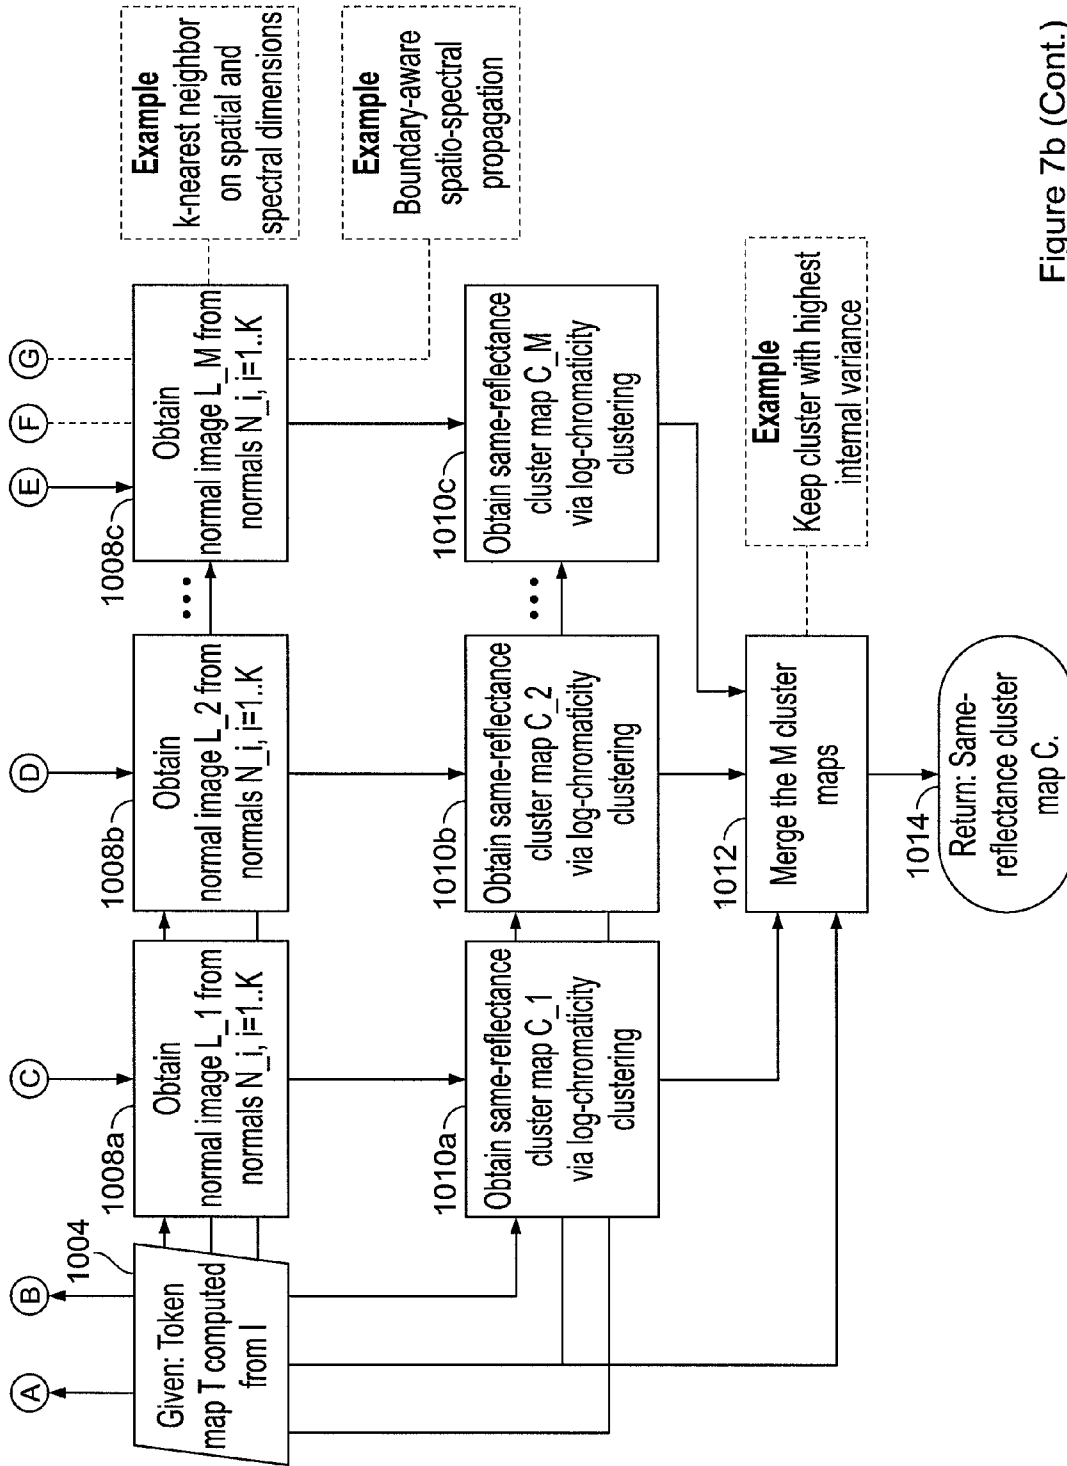 A
B
C
D
E
F
G
1004
Given: Token
map T computed
from I
1008a
Obtain
normal image L_1 from
normals N_i, i=1..K
1008b
Obtain
normal image L_2 from
normals N_i, i=1..K
...
1008c
Obtain
normal image L_M from
normals N_i, i=1..K
Example
k-nearest neighbor
on spatial and
spectral dimensions
Example
Boundary-aware
spatio-spectral
propagation
1010a
Obtain same-reflectance
cluster map C_1
via log-chromaticity
clustering
1010b
Obtain same-reflectance
cluster map C_2
via log-chromaticity
clustering
...
1010c
Obtain same-reflectance
cluster map C_M
via log-chromaticity
clustering
1012
Merge the M cluster
maps
Example
Keep cluster with highest
internal variance
1014
Return: Same-
reflectance cluster
map C.
Figure 7b (Cont.)